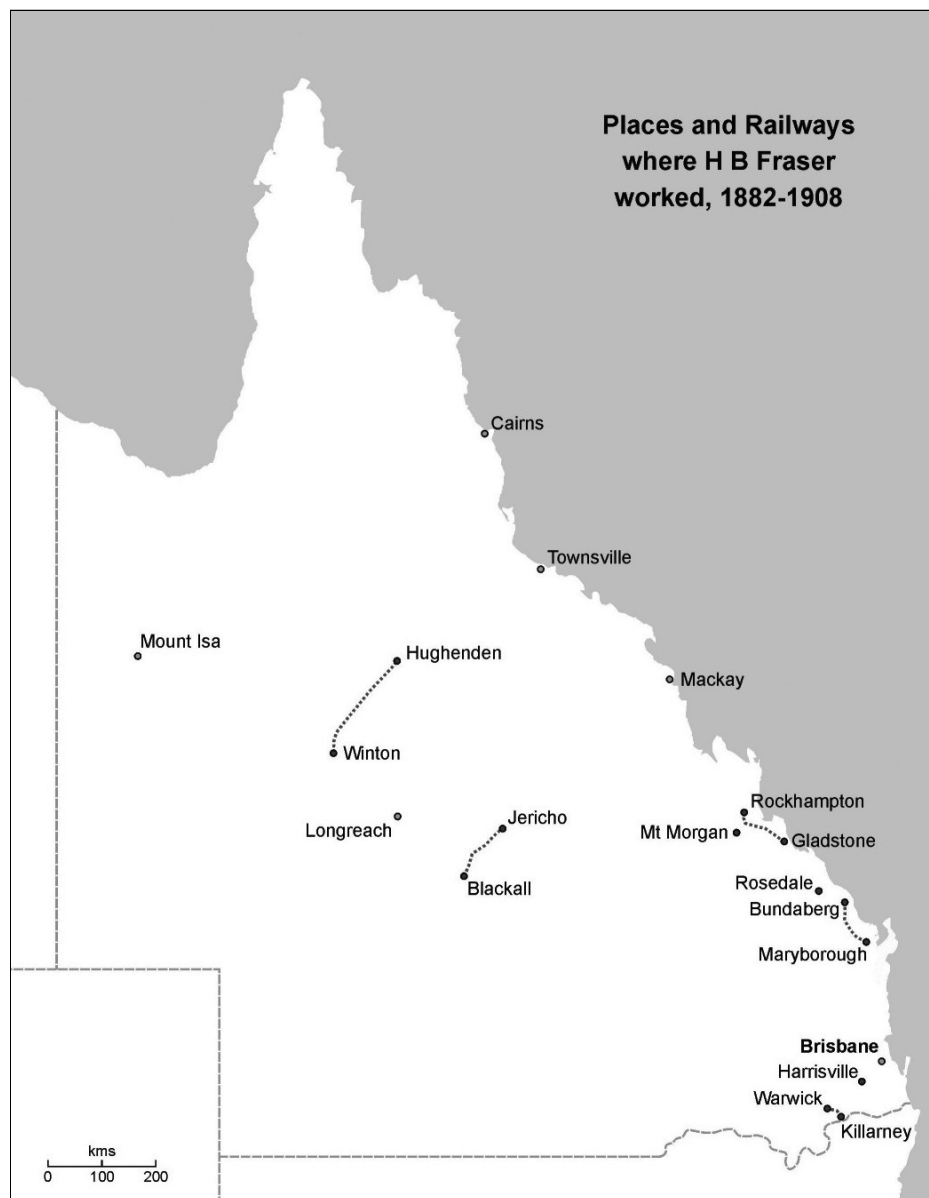 Places and Railways
where H B Fraser
worked, 1882-1908
Cairns
Townsville
Mount Isa
Hughenden
Mackay
Winton
Rockhampton
Longreach
Jericho
Mt Morgan
Gladstone
Blackall
Rosedale
Bundaberg
Maryborough
Brisbane
Harrisville
Warwick
Killarney
kms
0 100 200